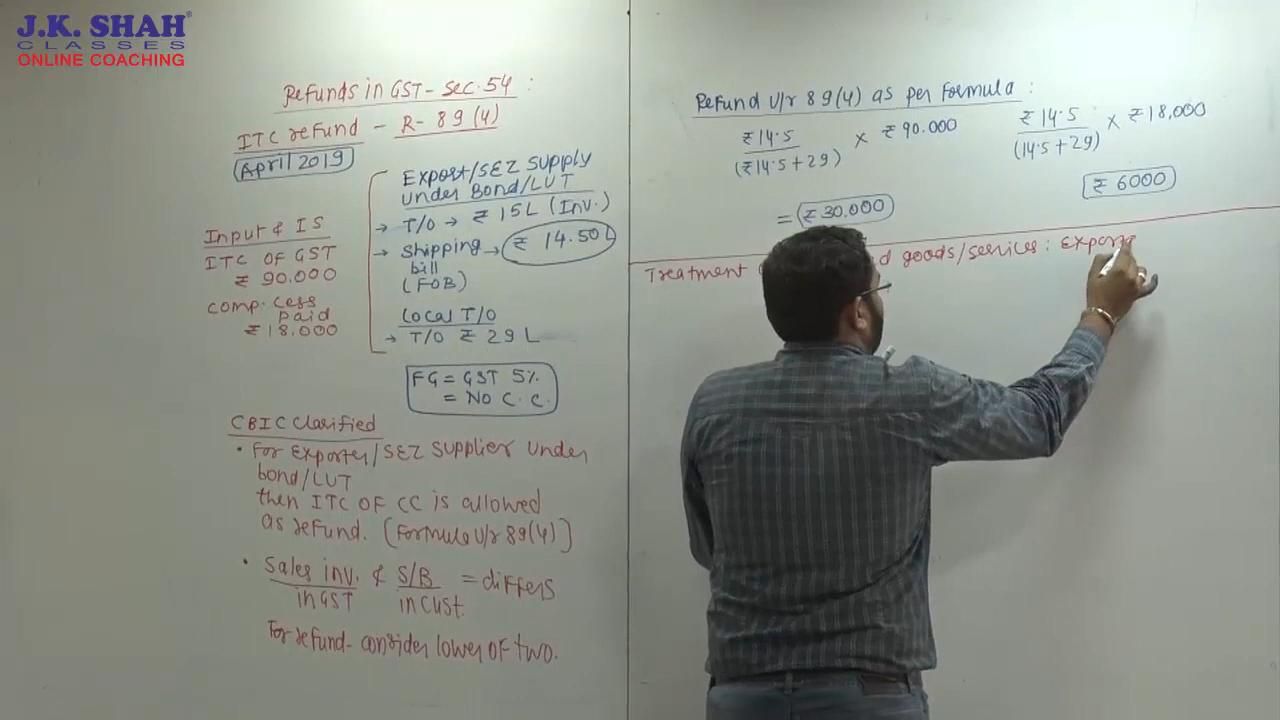 J.K. SHAH®
CLASSES
ONLINE COACHING
Refunds in GST - Sec. 54 :
ITC refund - R-89(4)
April 2019
Input & IS
ITC OF GST
₹ 90.000
Comp. Cess
paid
₹ 18.000
Export/SEZ Supply
Under Bond/LUT
→ T/O → ₹ 15L (Inv.)
→ Shipping → ₹ 14.50L
bill
(FOB)
Local T/O
→ T/O ₹ 29 L
FG = GST 5%
= NO C.C.
CBIC Clarified
• For Exporter/SEZ Supplier Under
bond/LUT
then ITC OF CC is allowed
as refund. [Formula U/r 89(4)]
• Sales inv. & S/B = differs
in GST in Cust.
For refund - consider lower of two.
Refund U/r 89(4) as per Formula :
₹ 14.5 × ₹ 90.000
(₹ 14.5 + 29)
= ₹ 30.000
₹ 14.5 × ₹ 18,000
(14.5 + 29)
₹ 6000
Treatment d goods/services : Exporte